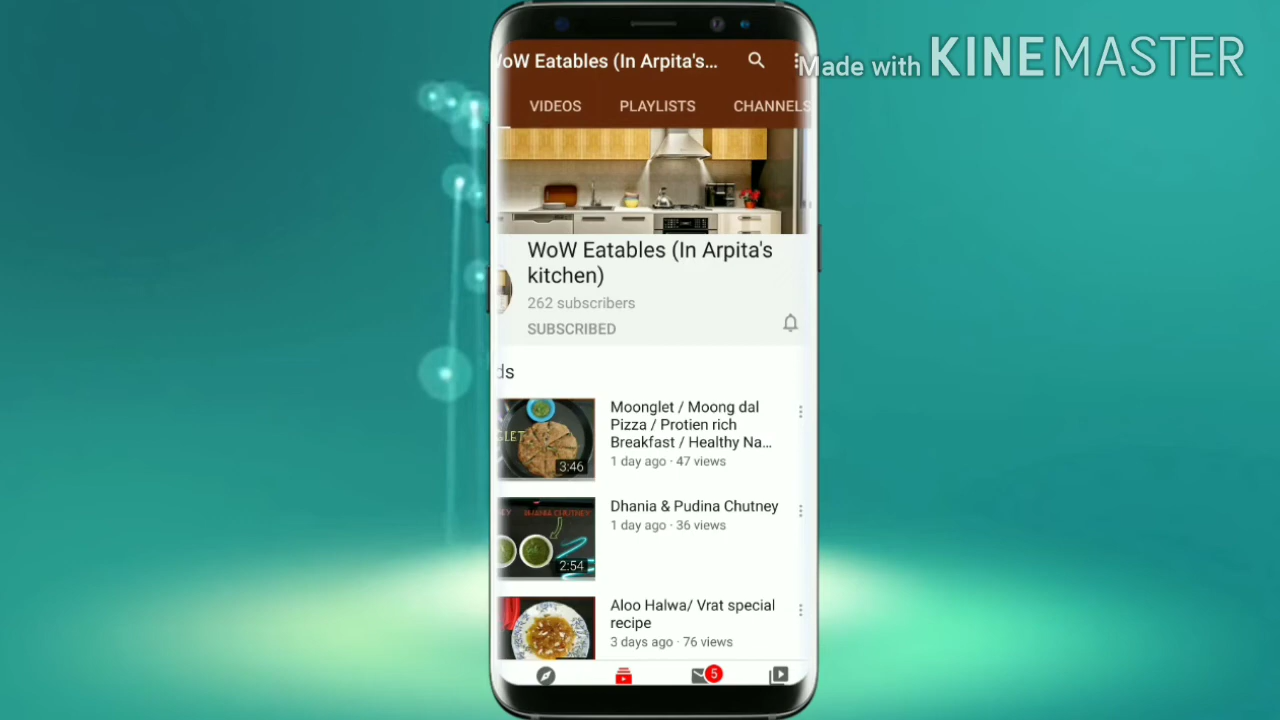 Made with KINEMASTER
WoW Eatables (In Arpita's...
VIDEOS PLAYLISTS CHANNELS
WoW Eatables (In Arpita's
kitchen)
262 subscribers
SUBSCRIBED
ds
Moonglet / Moong dal
Pizza / Protien rich
Breakfast / Healthy Na...
1 day ago · 47 views
GLET
3:46
Dhania & Pudina Chutney
1 day ago · 36 views
2:54
Aloo Halwa/ Vrat special
recipe
3 days ago · 76 views
5